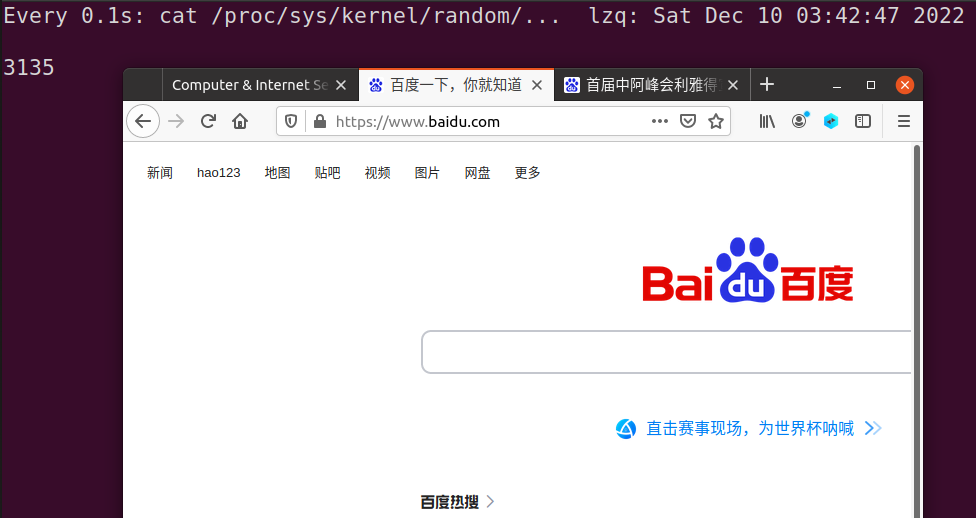 Every 0.1s: cat /proc/sys/kernel/random/... lzq: Sat Dec 10 03:42:47 2022
3135
Computer & Internet Se 百度一下，你就知道 首届中阿峰会利雅得
https://www.baidu.com
新闻 hao123 地图 贴吧 视频 图片 网盘 更多
Bai du 百度
直击赛事现场，为世界杯呐喊
百度热搜